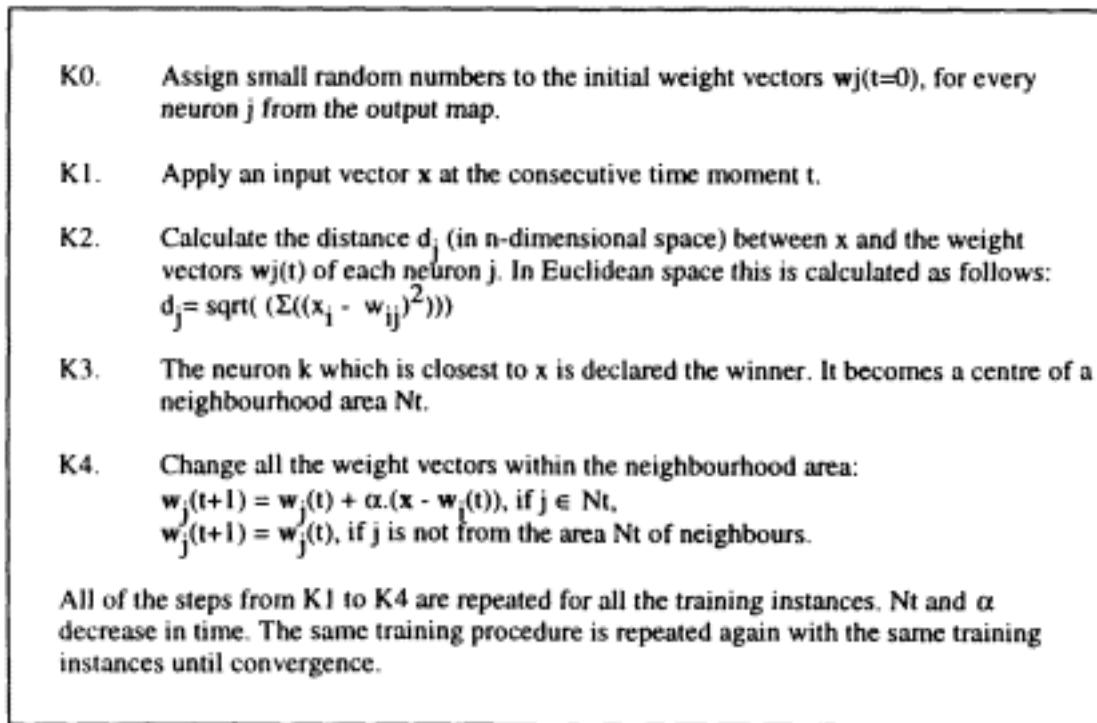 K0. Assign small random numbers to the initial weight vectors wj(t=0), for every
neuron j from the output map.
K1. Apply an input vector x at the consecutive time moment t.
K2. Calculate the distance dj (in n-dimensional space) between x and the weight
vectors wj(t) of each neuron j. In Euclidean space this is calculated as follows:
dj= sqrt( (Σ((xi - wij)2)))
K3. The neuron k which is closest to x is declared the winner. It becomes a centre of a
neighbourhood area Nt.
K4. Change all the weight vectors within the neighbourhood area:
wj(t+1) = wj(t) + α.(x - wj(t)), if j ∈ Nt,
wj(t+1) = wj(t), if j is not from the area Nt of neighbours.
All of the steps from K1 to K4 are repeated for all the training instances. Nt and α
decrease in time. The same training procedure is repeated again with the same training
instances until convergence.